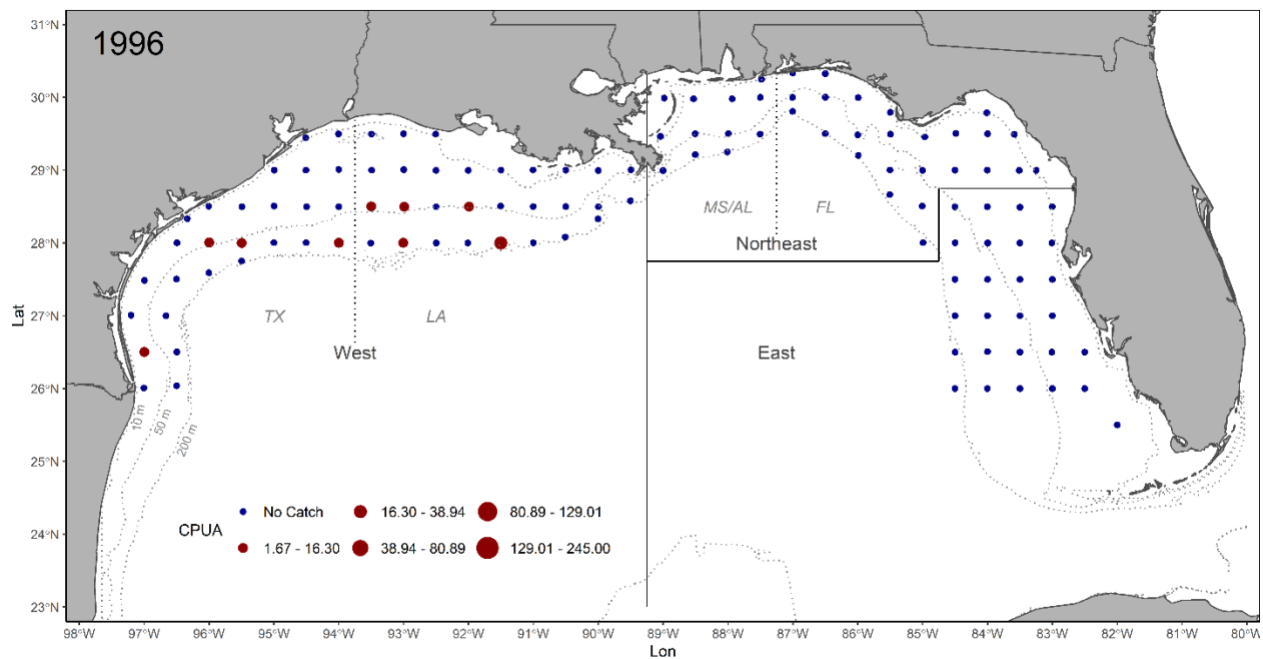 1996
31°N
30°N
29°N
28°N
27°N
26°N
25°N
24°N
23°N
Lat
MS/AL
FL
Northeast
TX
LA
West
East
10 m
50 m
200 m
CPUA
No Catch
16.30 - 38.94
80.89 - 129.01
1.67 - 16.30
38.94 - 80.89
129.01 - 245.00
98°W 97°W 96°W 95°W 94°W 93°W 92°W 91°W 90°W 89°W 88°W 87°W 86°W 85°W 84°W 83°W 82°W 81°W 80°W
Lon